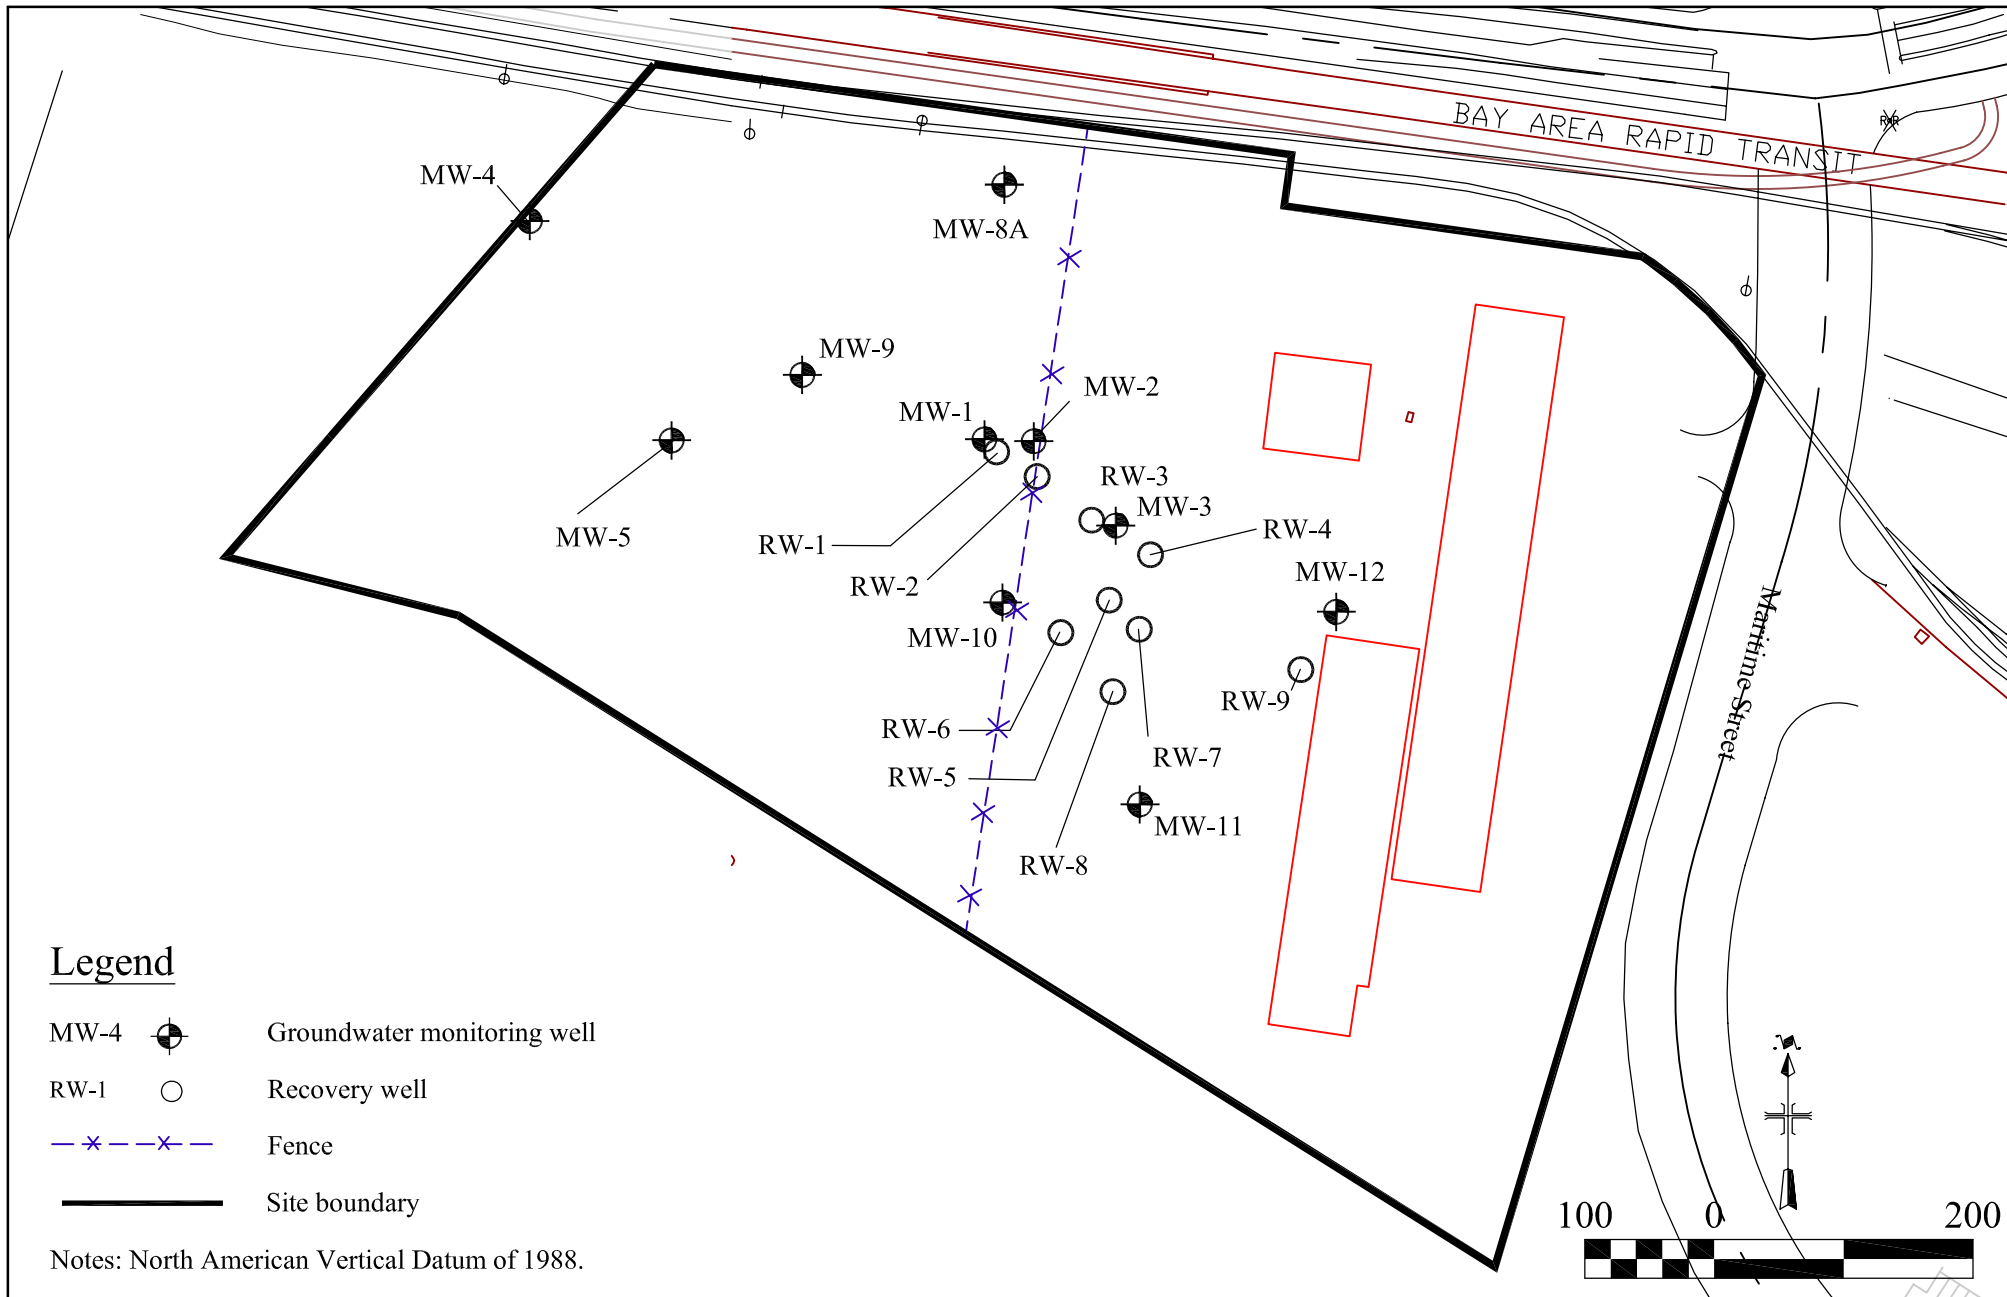 BAY AREA RAPID TRANSIT
R R
MW-4
MW-8A
MW-9
MW-1
MW-2
MW-5
RW-1
RW-2
RW-3
MW-3
RW-4
MW-12
MW-10
RW-9
RW-6
RW-5
RW-7
MW-11
RW-8
Maritime Street
Legend
MW-4 Groundwater monitoring well
RW-1 Recovery well
Fence
Site boundary
Notes: North American Vertical Datum of 1988.
N
100 0 200